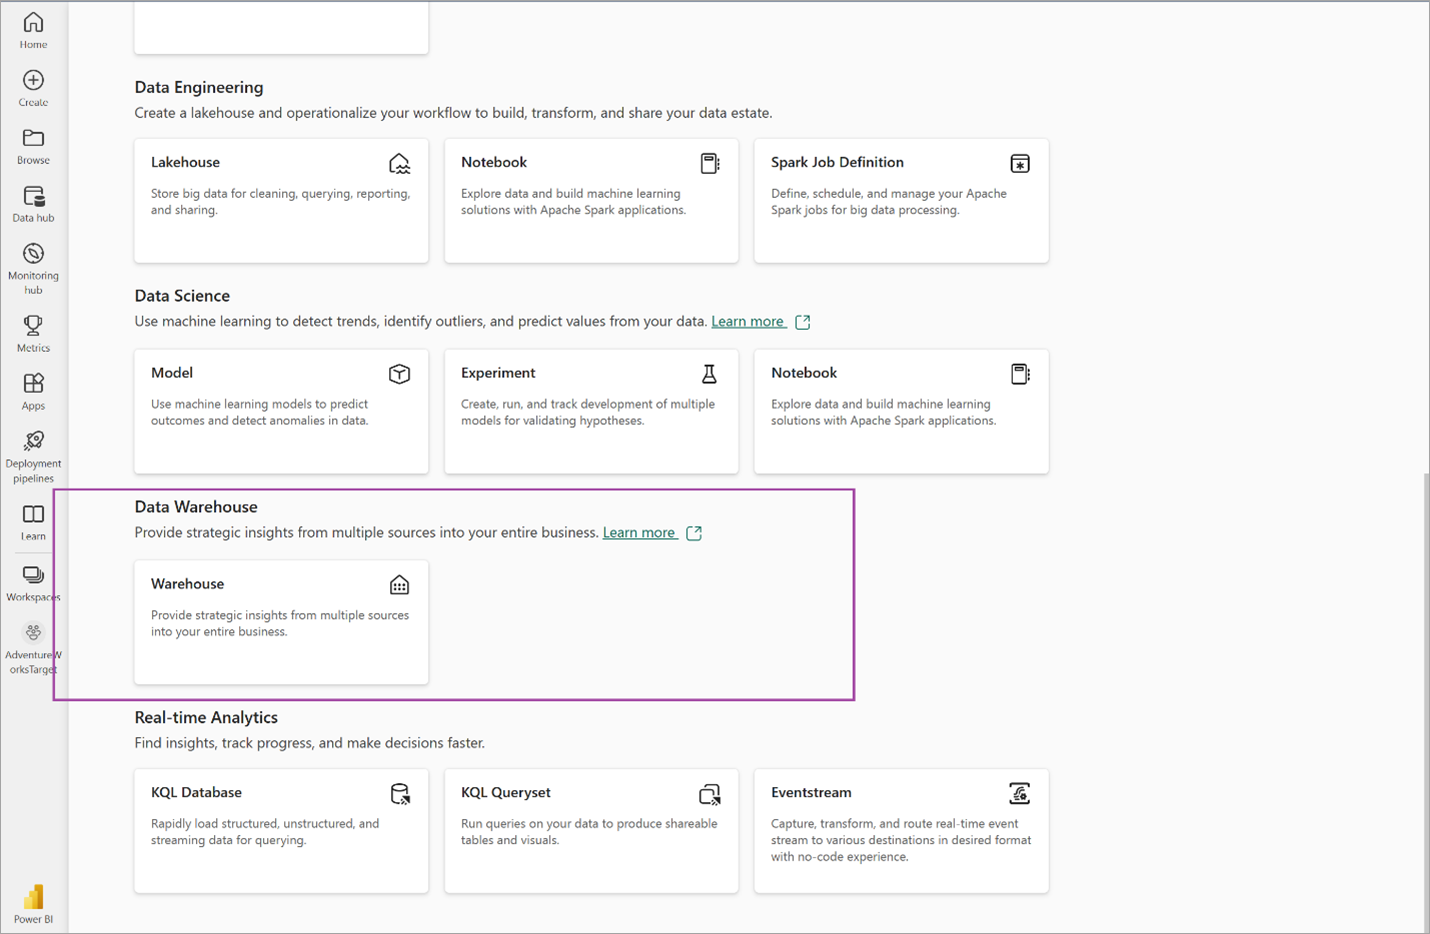 Home
Create
Browse
Data hub
Monitoring
hub
Metrics
Apps
Deployment
pipelines
Learn
Workspaces
AdventureW
orksTarget
Power BI
Data Engineering
Create a lakehouse and operationalize your workflow to build, transform, and share your data estate.
Lakehouse
Store big data for cleaning, querying, reporting,
and sharing.
Notebook
Explore data and build machine learning
solutions with Apache Spark applications.
Spark Job Definition
Define, schedule, and manage your Apache
Spark jobs for big data processing.
Data Science
Use machine learning to detect trends, identify outliers, and predict values from your data. Learn more
Model
Use machine learning models to predict
outcomes and detect anomalies in data.
Experiment
Create, run, and track development of multiple
models for validating hypotheses.
Notebook
Explore data and build machine learning
solutions with Apache Spark applications.
Data Warehouse
Provide strategic insights from multiple sources into your entire business. Learn more
Warehouse
Provide strategic insights from multiple sources
into your entire business.
Real-time Analytics
Find insights, track progress, and make decisions faster.
KQL Database
Rapidly load structured, unstructured, and
streaming data for querying.
KQL Queryset
Run queries on your data to produce shareable
tables and visuals.
Eventstream
Capture, transform, and route real-time event
stream to various destinations in desired format
with no-code experience.